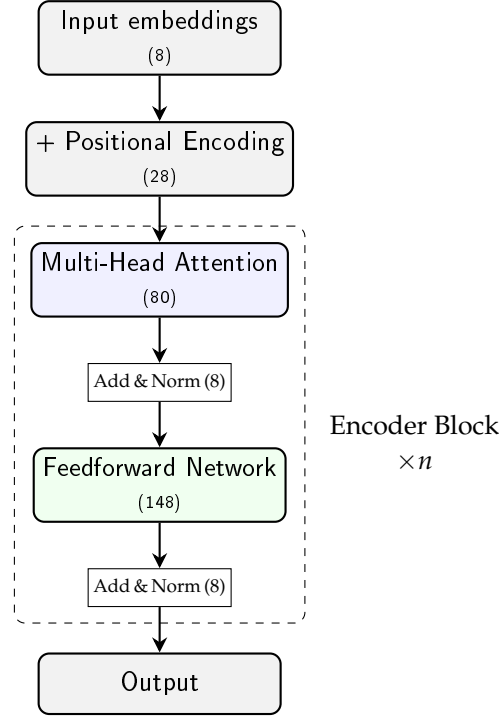 Input embeddings
(8)
+ Positional Encoding
(28)
Multi-Head Attention
(80)
Add & Norm (8)
Encoder Block
×n
Feedforward Network
(148)
Add & Norm (8)
Output